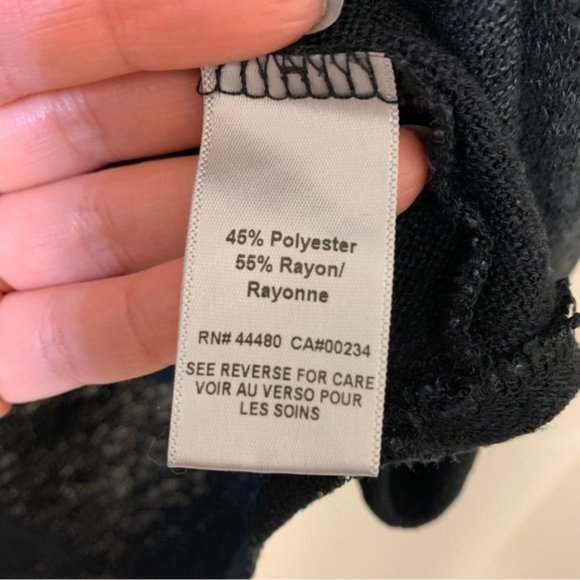 45% Polyester
55% Rayon/
Rayonne
RN# 44480 CA#00234
SEE REVERSE FOR CARE
VOIR AU VERSO POUR
LES SOINS